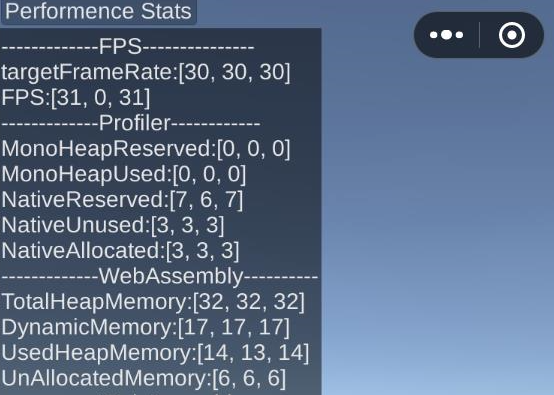 Performence Stats
-------------FPS---------------
targetFrameRate:[30, 30, 30]
FPS:[31, 0, 31]
-------------Profiler------------
MonoHeapReserved:[0, 0, 0]
MonoHeapUsed:[0, 0, 0]
NativeReserved:[7, 6, 7]
NativeUnused:[3, 3, 3]
NativeAllocated:[3, 3, 3]
-------------WebAssembly----------
TotalHeapMemory:[32, 32, 32]
DynamicMemory:[17, 17, 17]
UsedHeapMemory:[14, 13, 14]
UnAllocatedMemory:[6, 6, 6]